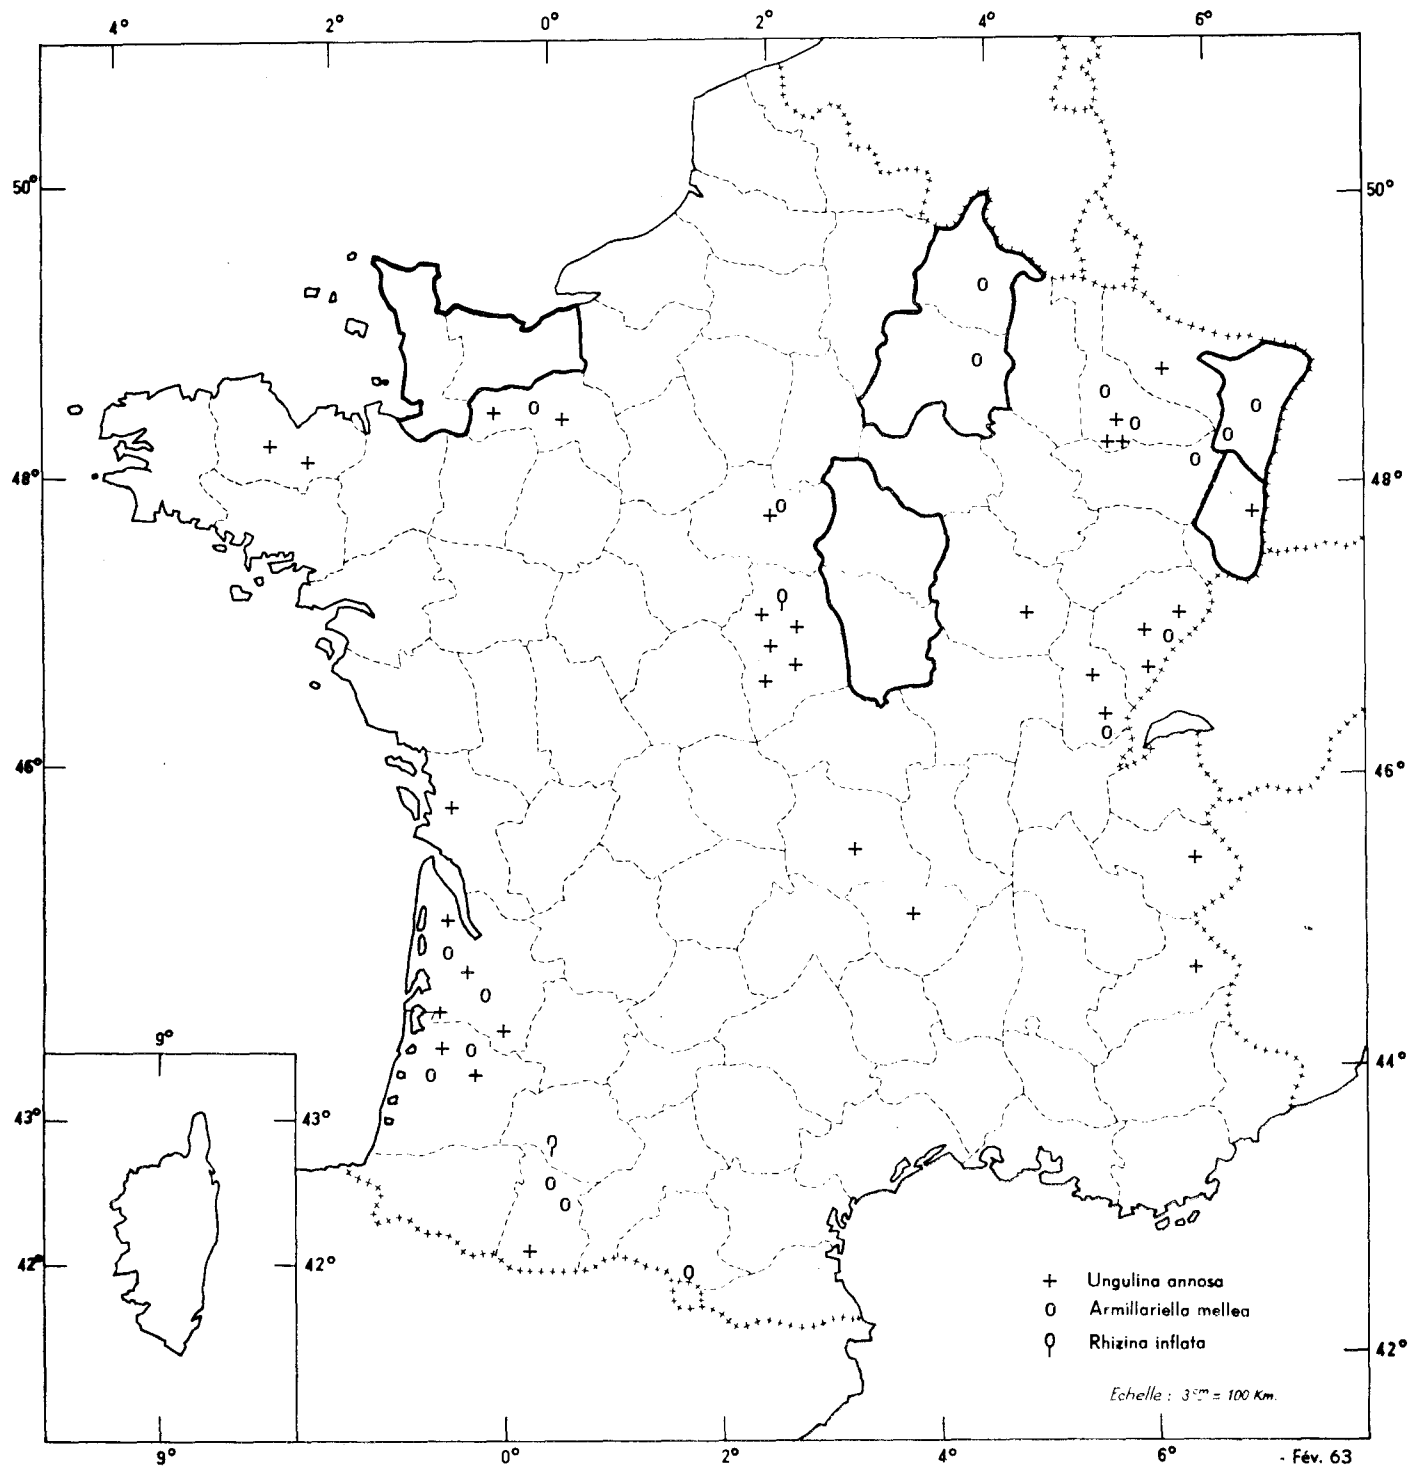 4° 2° 0° 2° 4° 6°
50° 50°
48° 48°
46° 46°
9°
44°
43° 43°
42° 42°
+ Ungulina annosa
o Armillariella mellea
Rhizina inflata
42°
Echelle : 3cm = 100 Km.
9° 0° 2° 4° 6°
- Fév. 63